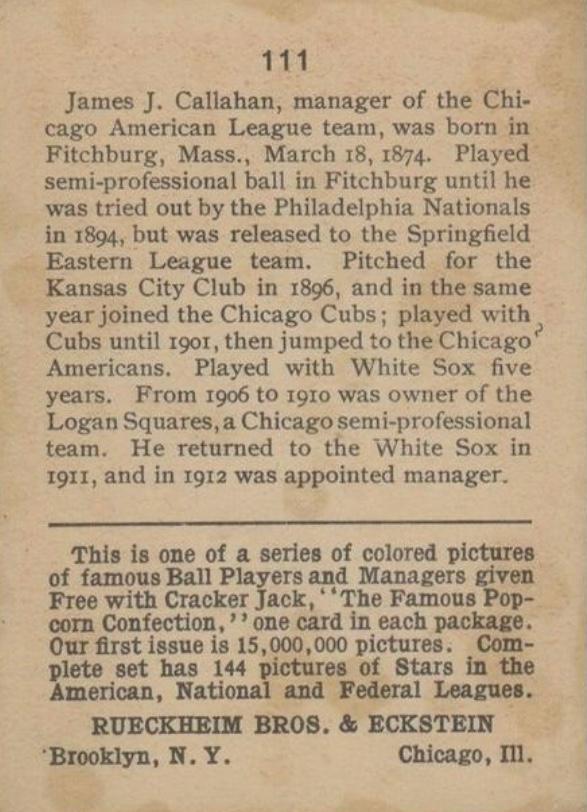 111
James J. Callahan, manager of the Chi-
cago American League team, was born in
Fitchburg, Mass., March 18, 1874. Played
semi-professional ball in Fitchburg until he
was tried out by the Philadelphia Nationals
in 1894, but was released to the Springfield
Eastern League team. Pitched for the
Kansas City Club in 1896, and in the same
year joined the Chicago Cubs; played with
Cubs until 1901, then jumped to the Chicago
Americans. Played with White Sox five
years. From 1906 to 1910 was owner of the
Logan Squares, a Chicago semi-professional
team. He returned to the White Sox in
1911, and in 1912 was appointed manager.
This is one of a series of colored pictures
of famous Ball Players and Managers given
Free with Cracker Jack, "The Famous Pop-
corn Confection," one card in each package.
Our first issue is 15,000,000 pictures. Com-
plete set has 144 pictures of Stars in the
American, National and Federal Leagues.
RUECKHEIM BROS. & ECKSTEIN
Brooklyn, N. Y. Chicago, Ill.